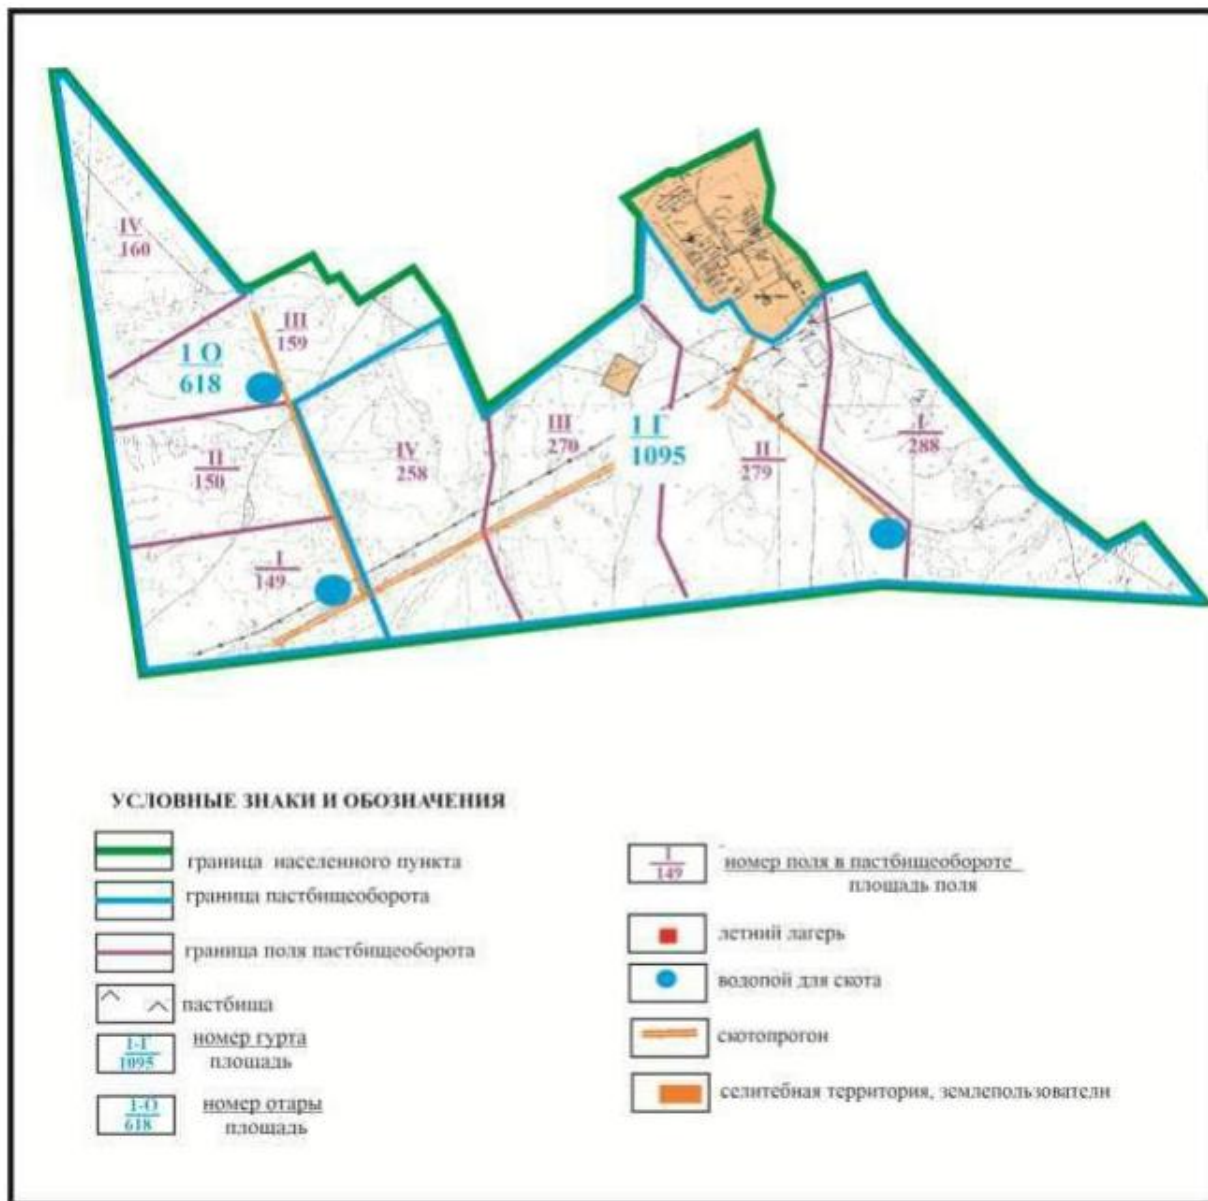 IV
160
III
159
1 О
618
II
150
I
149
IV
258
III
270
1 Г
1095
II
279
I
288
УСЛОВНЫЕ ЗНАКИ И ОБОЗНАЧЕНИЯ
граница населенного пункта
граница пастбищеоборота
граница поля пастбищеоборота
пастбища
1-Г
1095
номер гурта
площадь
1-О
618
номер отары
площадь
I
149
номер поля в пастбищеобороте
площадь поля
летний лагерь
водопой для скота
скотопрогон
селитебная территория, землепользователи